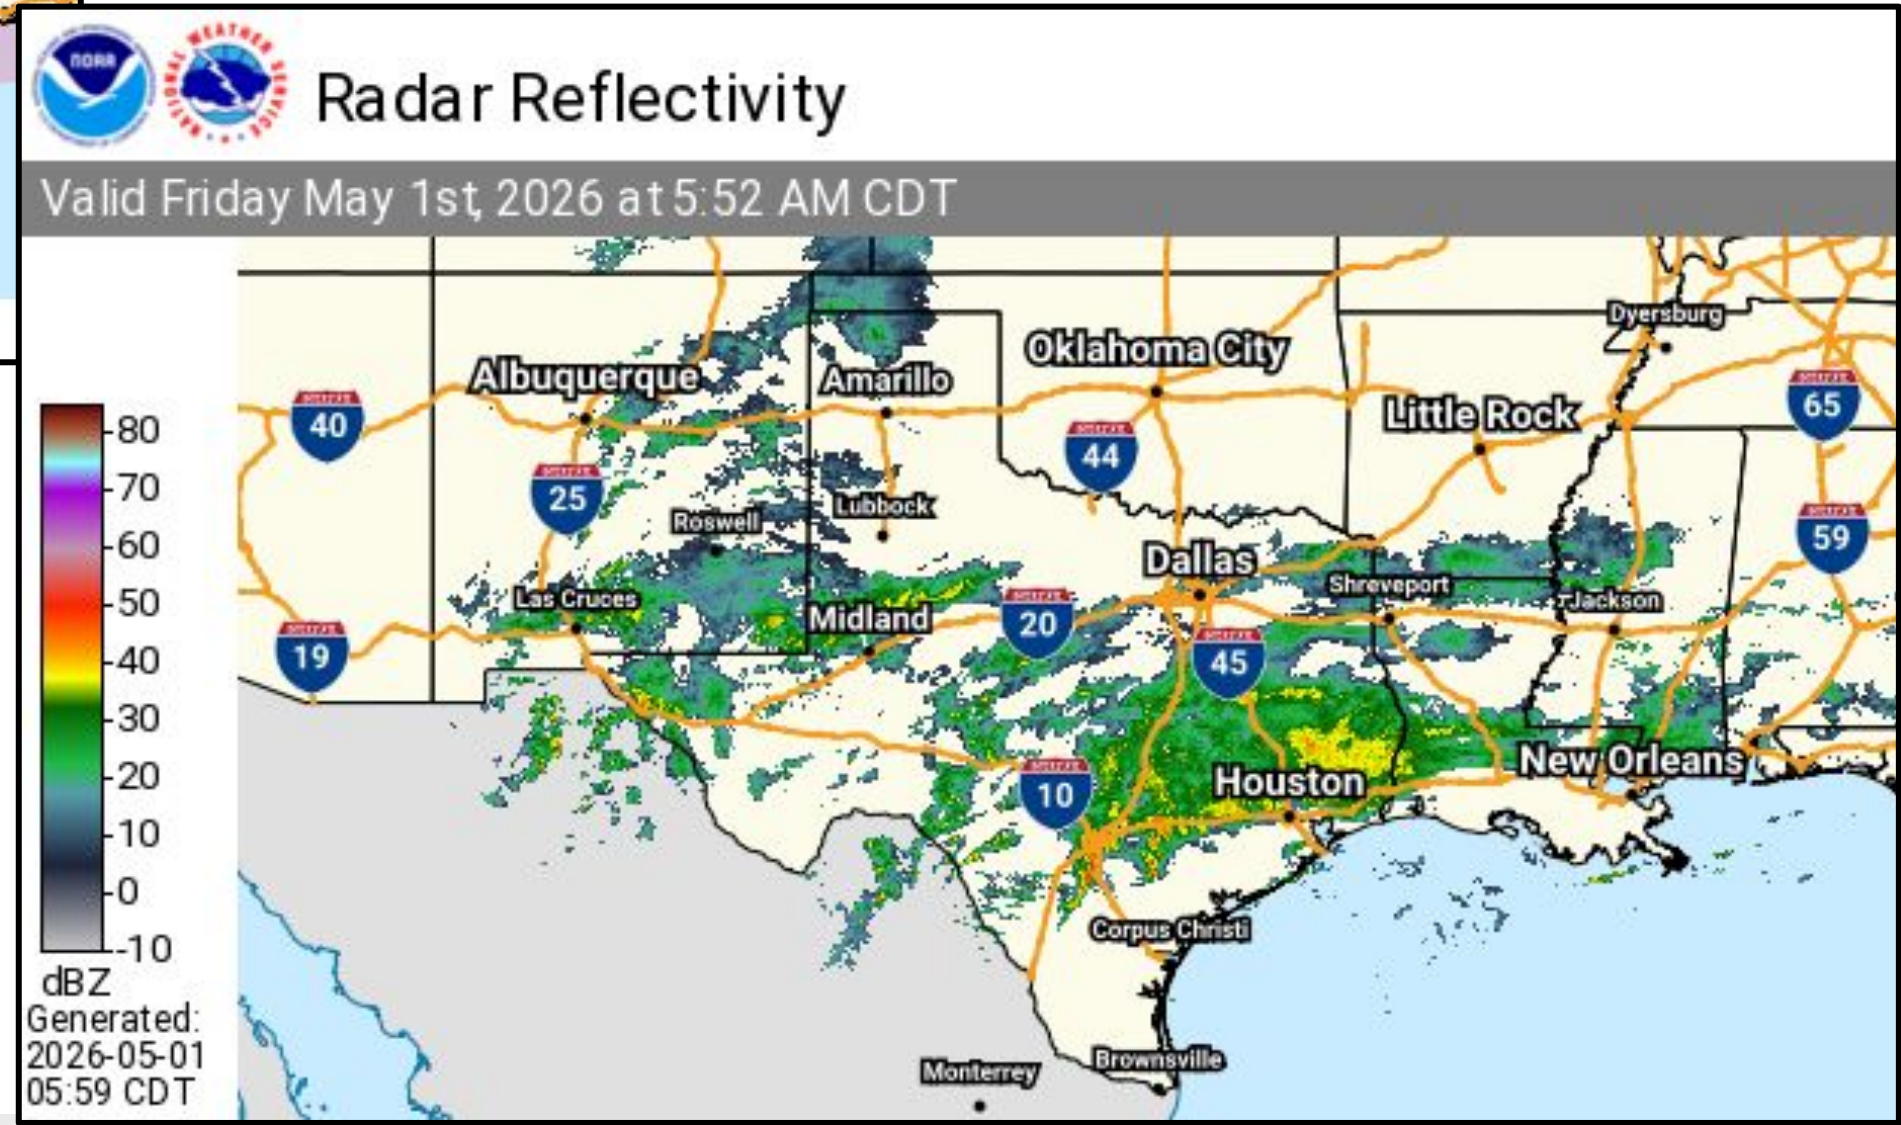 NOAA
NATIONAL WEATHER SERVICE
Radar Reflectivity
Valid Friday May 1st, 2026 at 5:52 AM CDT
Dyersburg
Oklahoma City
Albuquerque
Amarillo
40
65
Little Rock
44
25
Lubbock
Roswell
59
Dallas
Shreveport
Las Cruces
Jackson
Midland
20
19
45
New Orleans
Houston
10
Corpus Christi
Brownsville
Monterrey
80
70
60
50
40
30
20
10
0
-10
dBZ
Generated:
2026-05-01
05:59 CDT